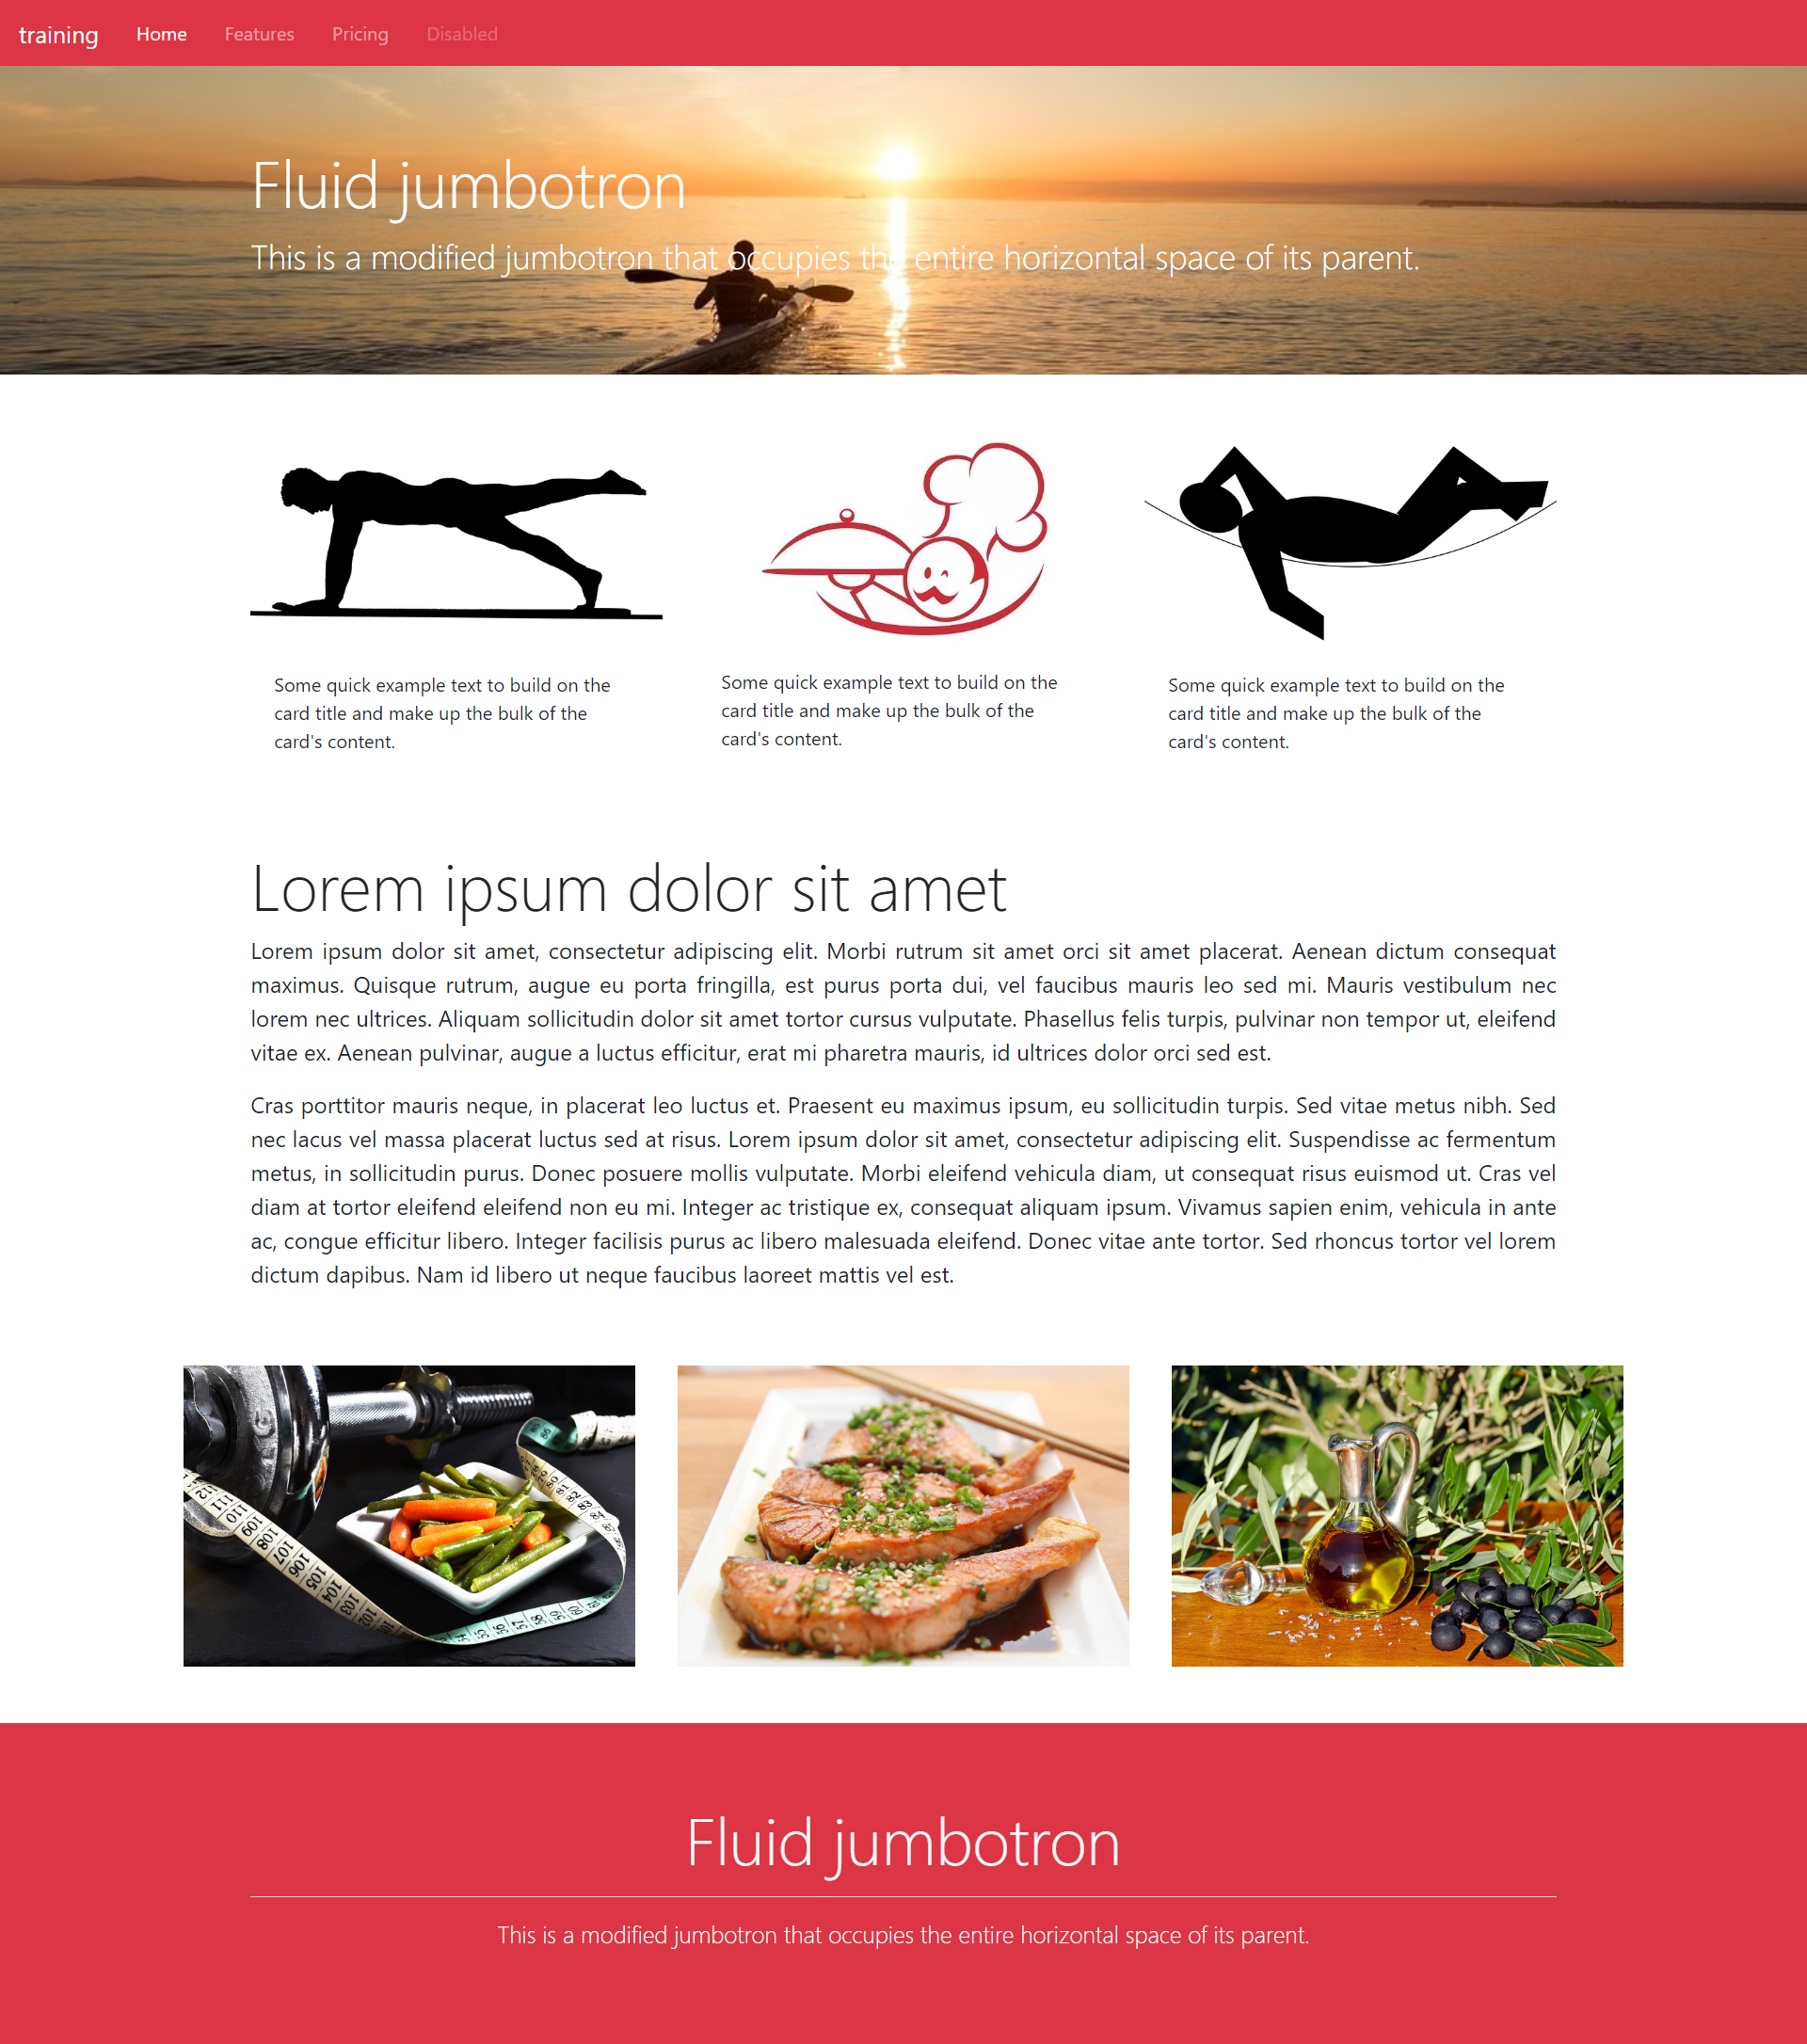 training Home Features Pricing Disabled
Fluid jumbotron
This is a modified jumbotron that occupies the entire horizontal space of its parent.
Some quick example text to build on the
card title and make up the bulk of the
card's content.
Some quick example text to build on the
card title and make up the bulk of the
card's content.
Some quick example text to build on the
card title and make up the bulk of the
card's content.
Lorem ipsum dolor sit amet
Lorem ipsum dolor sit amet, consectetur adipiscing elit. Morbi rutrum sit amet orci sit amet placerat. Aenean dictum consequat
maximus. Quisque rutrum, augue eu porta fringilla, est purus porta dui, vel faucibus mauris leo sed mi. Mauris vestibulum nec
lorem nec ultrices. Aliquam sollicitudin dolor sit amet tortor cursus vulputate. Phasellus felis turpis, pulvinar non tempor ut, eleifend
vitae ex. Aenean pulvinar, augue a luctus efficitur, erat mi pharetra mauris, id ultrices dolor orci sed est.
Cras porttitor mauris neque, in placerat leo luctus et. Praesent eu maximus ipsum, eu sollicitudin turpis. Sed vitae metus nibh. Sed
nec lacus vel massa placerat luctus sed at risus. Lorem ipsum dolor sit amet, consectetur adipiscing elit. Suspendisse ac fermentum
metus, in sollicitudin purus. Donec posuere mollis vulputate. Morbi eleifend vehicula diam, ut consequat risus euismod ut. Cras vel
diam at tortor eleifend eleifend non eu mi. Integer ac tristique ex, consequat aliquam ipsum. Vivamus sapien enim, vehicula in ante
ac, congue efficitur libero. Integer facilisis purus ac libero malesuada eleifend. Donec vitae ante tortor. Sed rhoncus tortor vel lorem
dictum dapibus. Nam id libero ut neque faucibus laoreet mattis vel est.
110 109 108 107 106 105 104 103
56 57 58 59 60
Fluid jumbotron
This is a modified jumbotron that occupies the entire horizontal space of its parent.